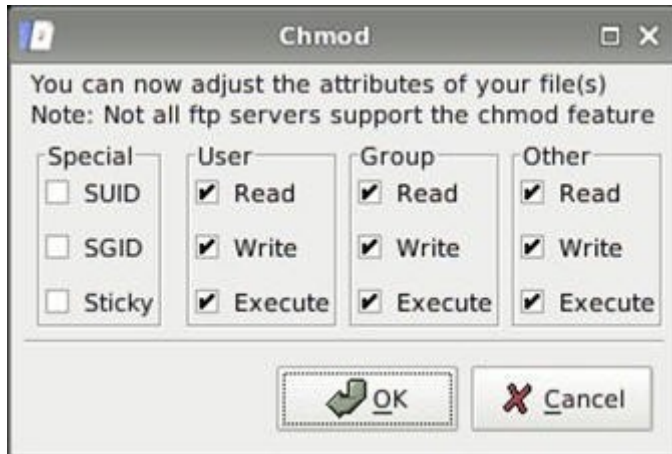 Chmod
You can now adjust the attributes of your file(s)
Note: Not all ftp servers support the chmod feature
Special User Group Other
SUID Read Read Read
SGID Write Write Write
Sticky Execute Execute Execute
OK Cancel